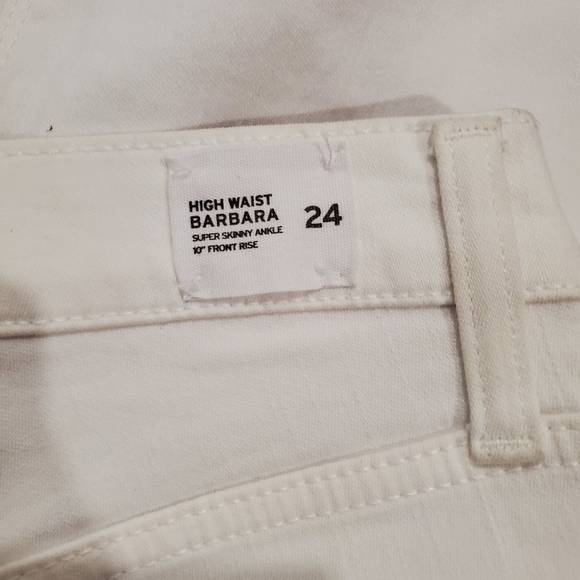 HIGH WAIST
BARBARA
SUPER SKINNY ANKLE
10" FRONT RISE
24